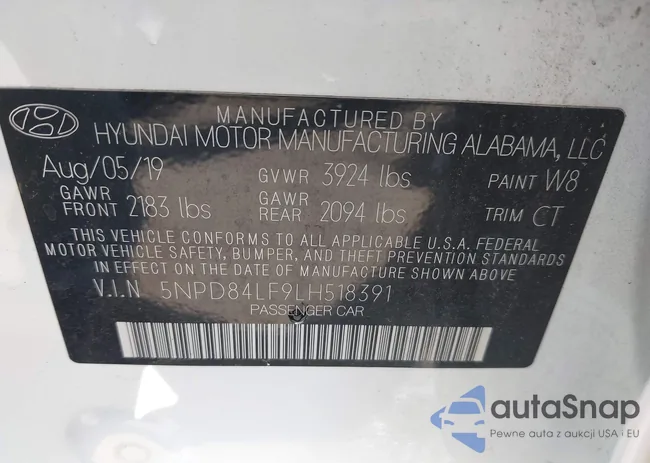 MANUFACTURED BY
HYUNDAI MOTOR MANUFACTURING ALABAMA, LLC
Aug/05/19 GVWR 3924 lbs PAINT W8
GAWR FRONT 2183 lbs GAWR REAR 2094 lbs TRIM CT
THIS VEHICLE CONFORMS TO ALL APPLICABLE U.S.A. FEDERAL
MOTOR VEHICLE SAFETY, BUMPER, AND THEFT PREVENTION STANDARDS
IN EFFECT ON THE DATE OF MANUFACTURE SHOWN ABOVE
V.I.N 5NPD84LF9LH518391
PASSENGER CAR
autaSnap
Pewne auta z aukcji USA i EU